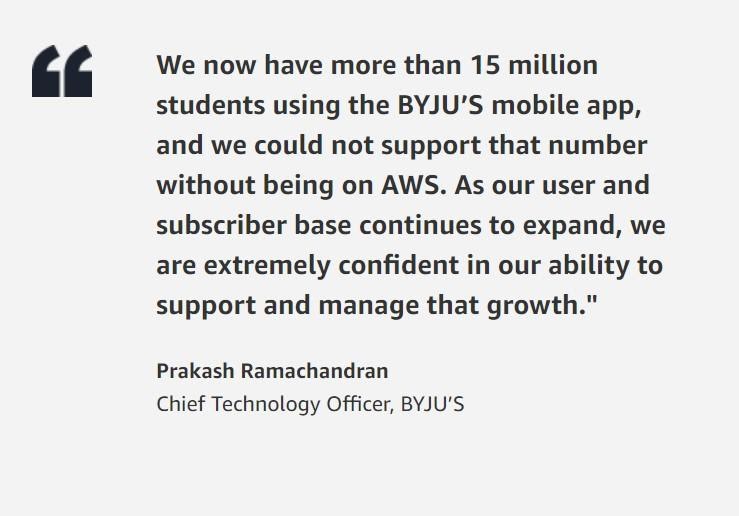 We now have more than 15 million
students using the BYJU’S mobile app,
and we could not support that number
without being on AWS. As our user and
subscriber base continues to expand, we
are extremely confident in our ability to
support and manage that growth."
Prakash Ramachandran
Chief Technology Officer, BYJU’S